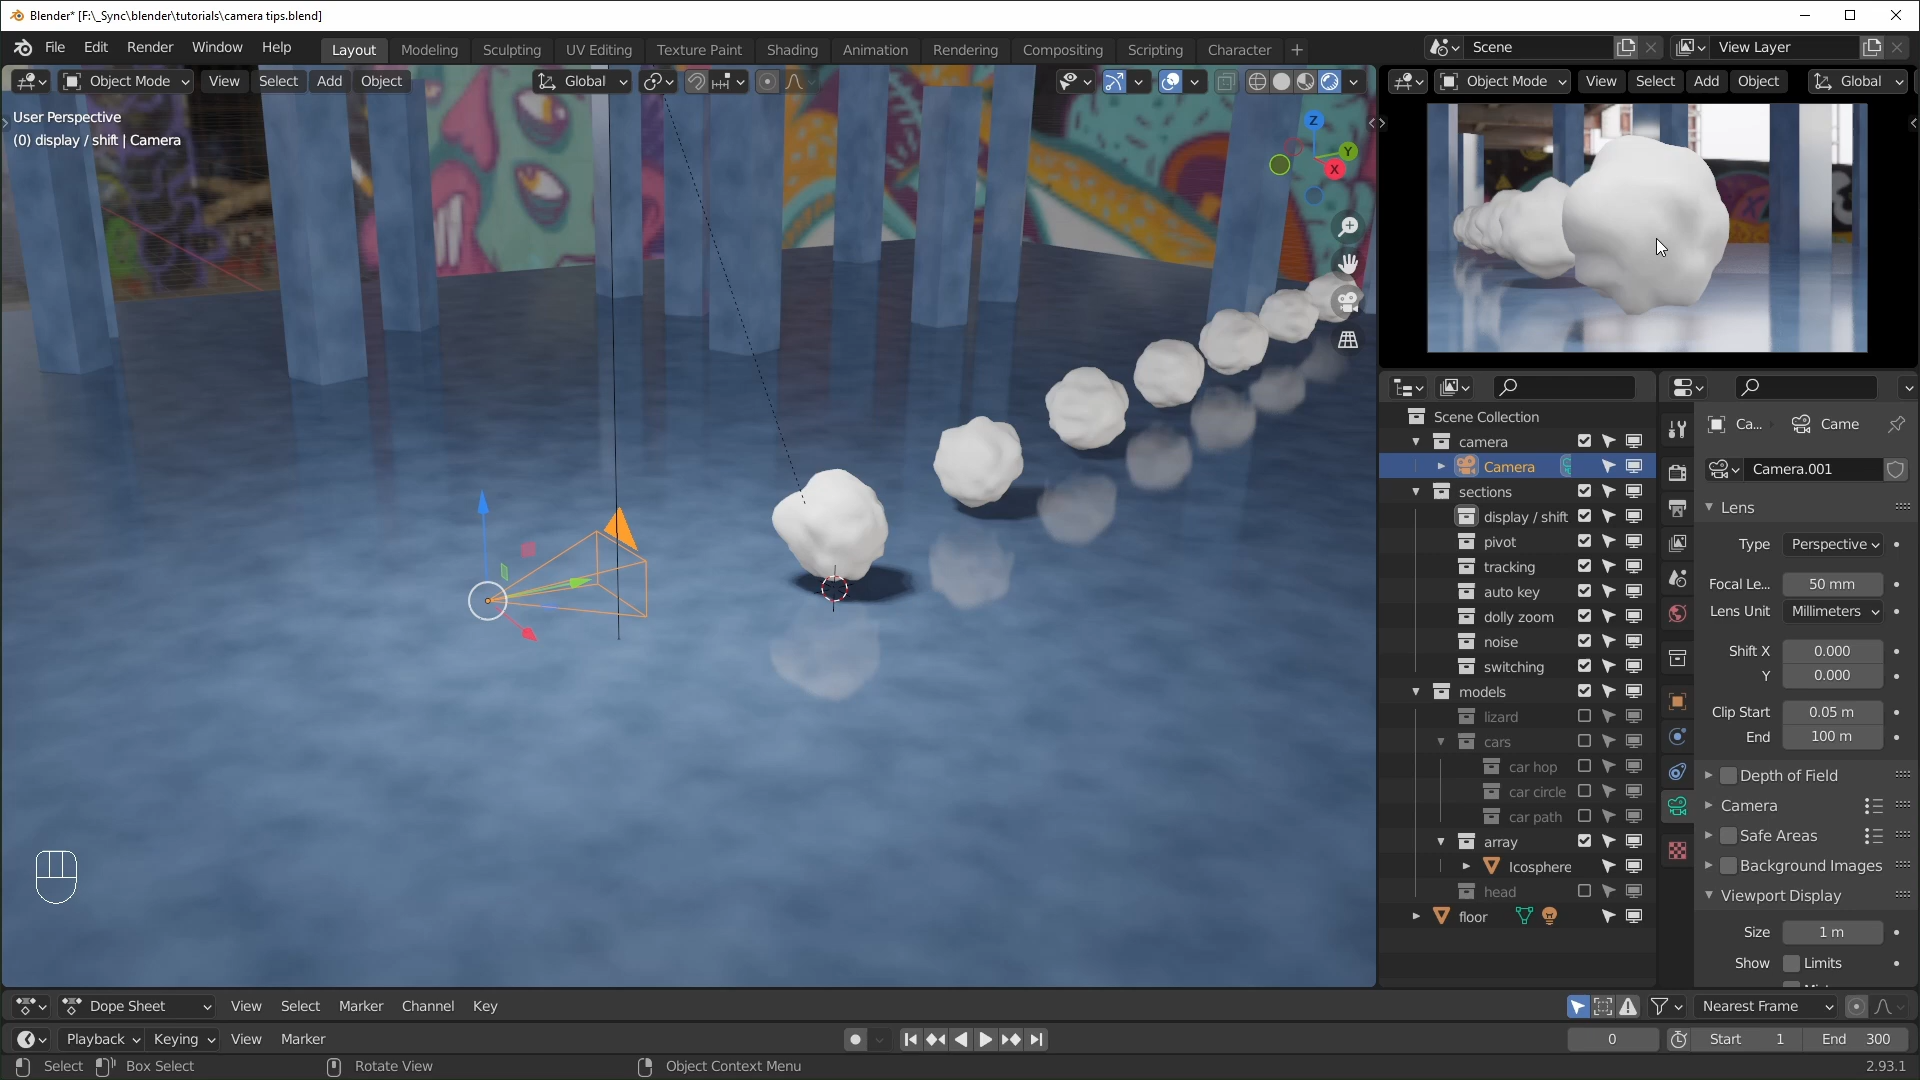 Blender* [F:\_Sync\blender\tutorials\camera tips.blend]
File Edit Render Window Help Layout Modeling Sculpting UV Editing Texture Paint Shading Animation Rendering Compositing Scripting Character + Scene View Layer
Object Mode View Select Add Object Global
Object Mode View Select Add Object Global
User Perspective
(0) display / shift | Camera
Z
Y
X
Scene Collection
camera
Camera
sections
display / shift
pivot
tracking
auto key
dolly zoom
noise
switching
models
lizard
cars
car hop
car circle
car path
array
Icosphere
head
floor
Ca... Came
Camera.001
Lens
Type Perspective
Focal Le... 50 mm
Lens Unit Millimeters
Shift X 0.000
Y 0.000
Clip Start 0.05 m
End 100 m
Depth of Field
Camera
Safe Areas
Background Images
Viewport Display
Size 1 m
Show Limits
Dope Sheet View Select Marker Channel Key Nearest Frame
Playback Keying View Marker 0 Start 1 End 300
Select Box Select Rotate View Object Context Menu 2.93.1